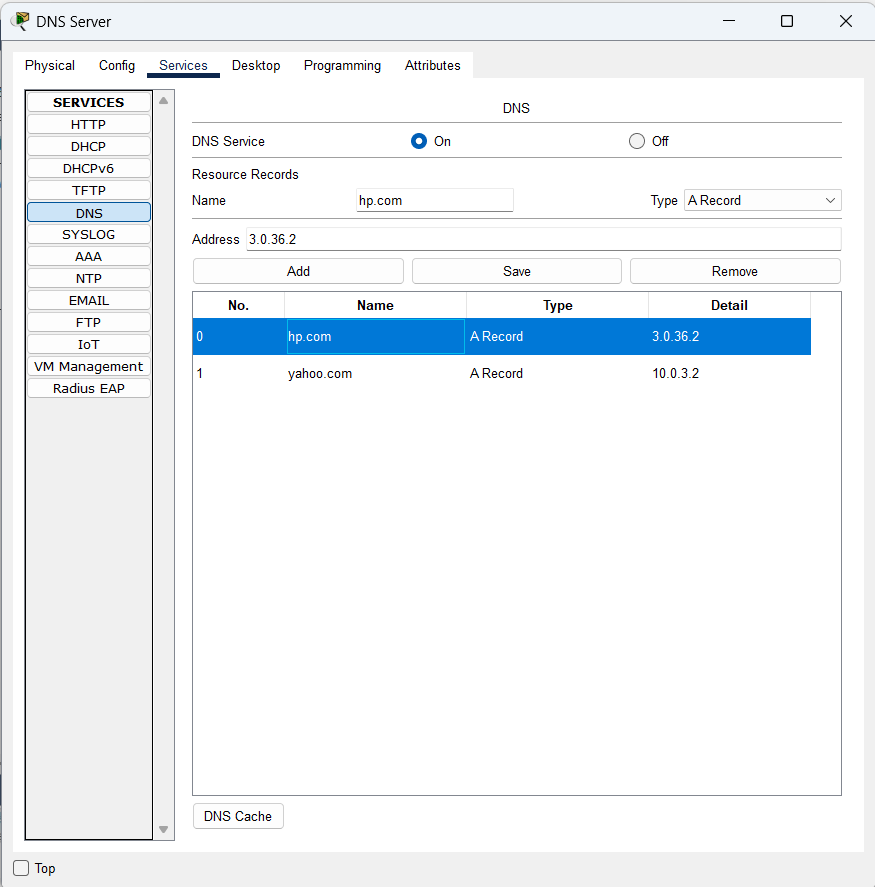 DNS Server
Physical Config Services Desktop Programming Attributes
SERVICES
HTTP
DHCP
DHCPv6
TFTP
DNS
SYSLOG
AAA
NTP
EMAIL
FTP
IoT
VM Management
Radius EAP
DNS
DNS Service On Off
Resource Records
Name hp.com Type A Record
Address 3.0.36.2
Add Save Remove
No. Name Type Detail
0 hp.com A Record 3.0.36.2
1 yahoo.com A Record 10.0.3.2
DNS Cache
Top